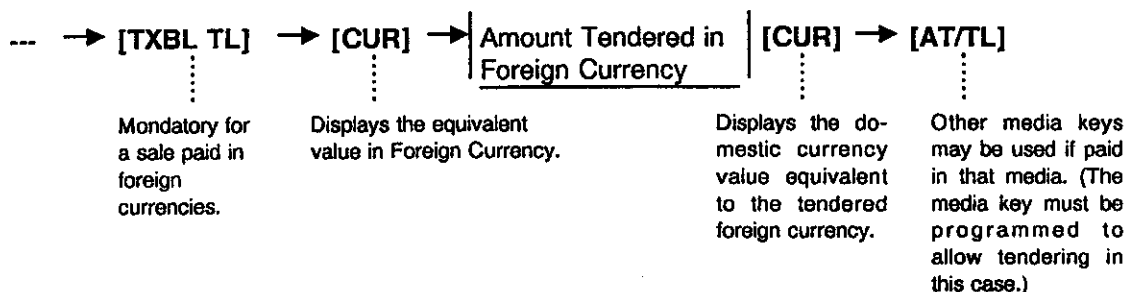 --- → [TXBL TL] → [CUR] → Amount Tendered in Foreign Currency [CUR] → [AT/TL]
Mondatory for
a sale paid in
foreign
currencies.
Displays the equivalent
value in Foreign Currency.
Displays the do-
mestic currency
value equivalent
to the tendered
foreign currency.
Other media keys
may be used if paid
in that media. (The
media key must be
programmed to
allow tendering in
this case.)